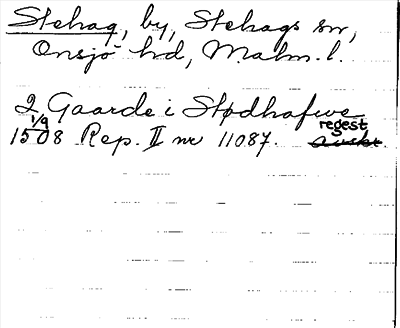 Stehag, by, Stehags sn,
Onsjö hd, Malm. l.
2 Gaarde i Stødhafwe
1/9 regest
1508 Rep. II nr 11087.